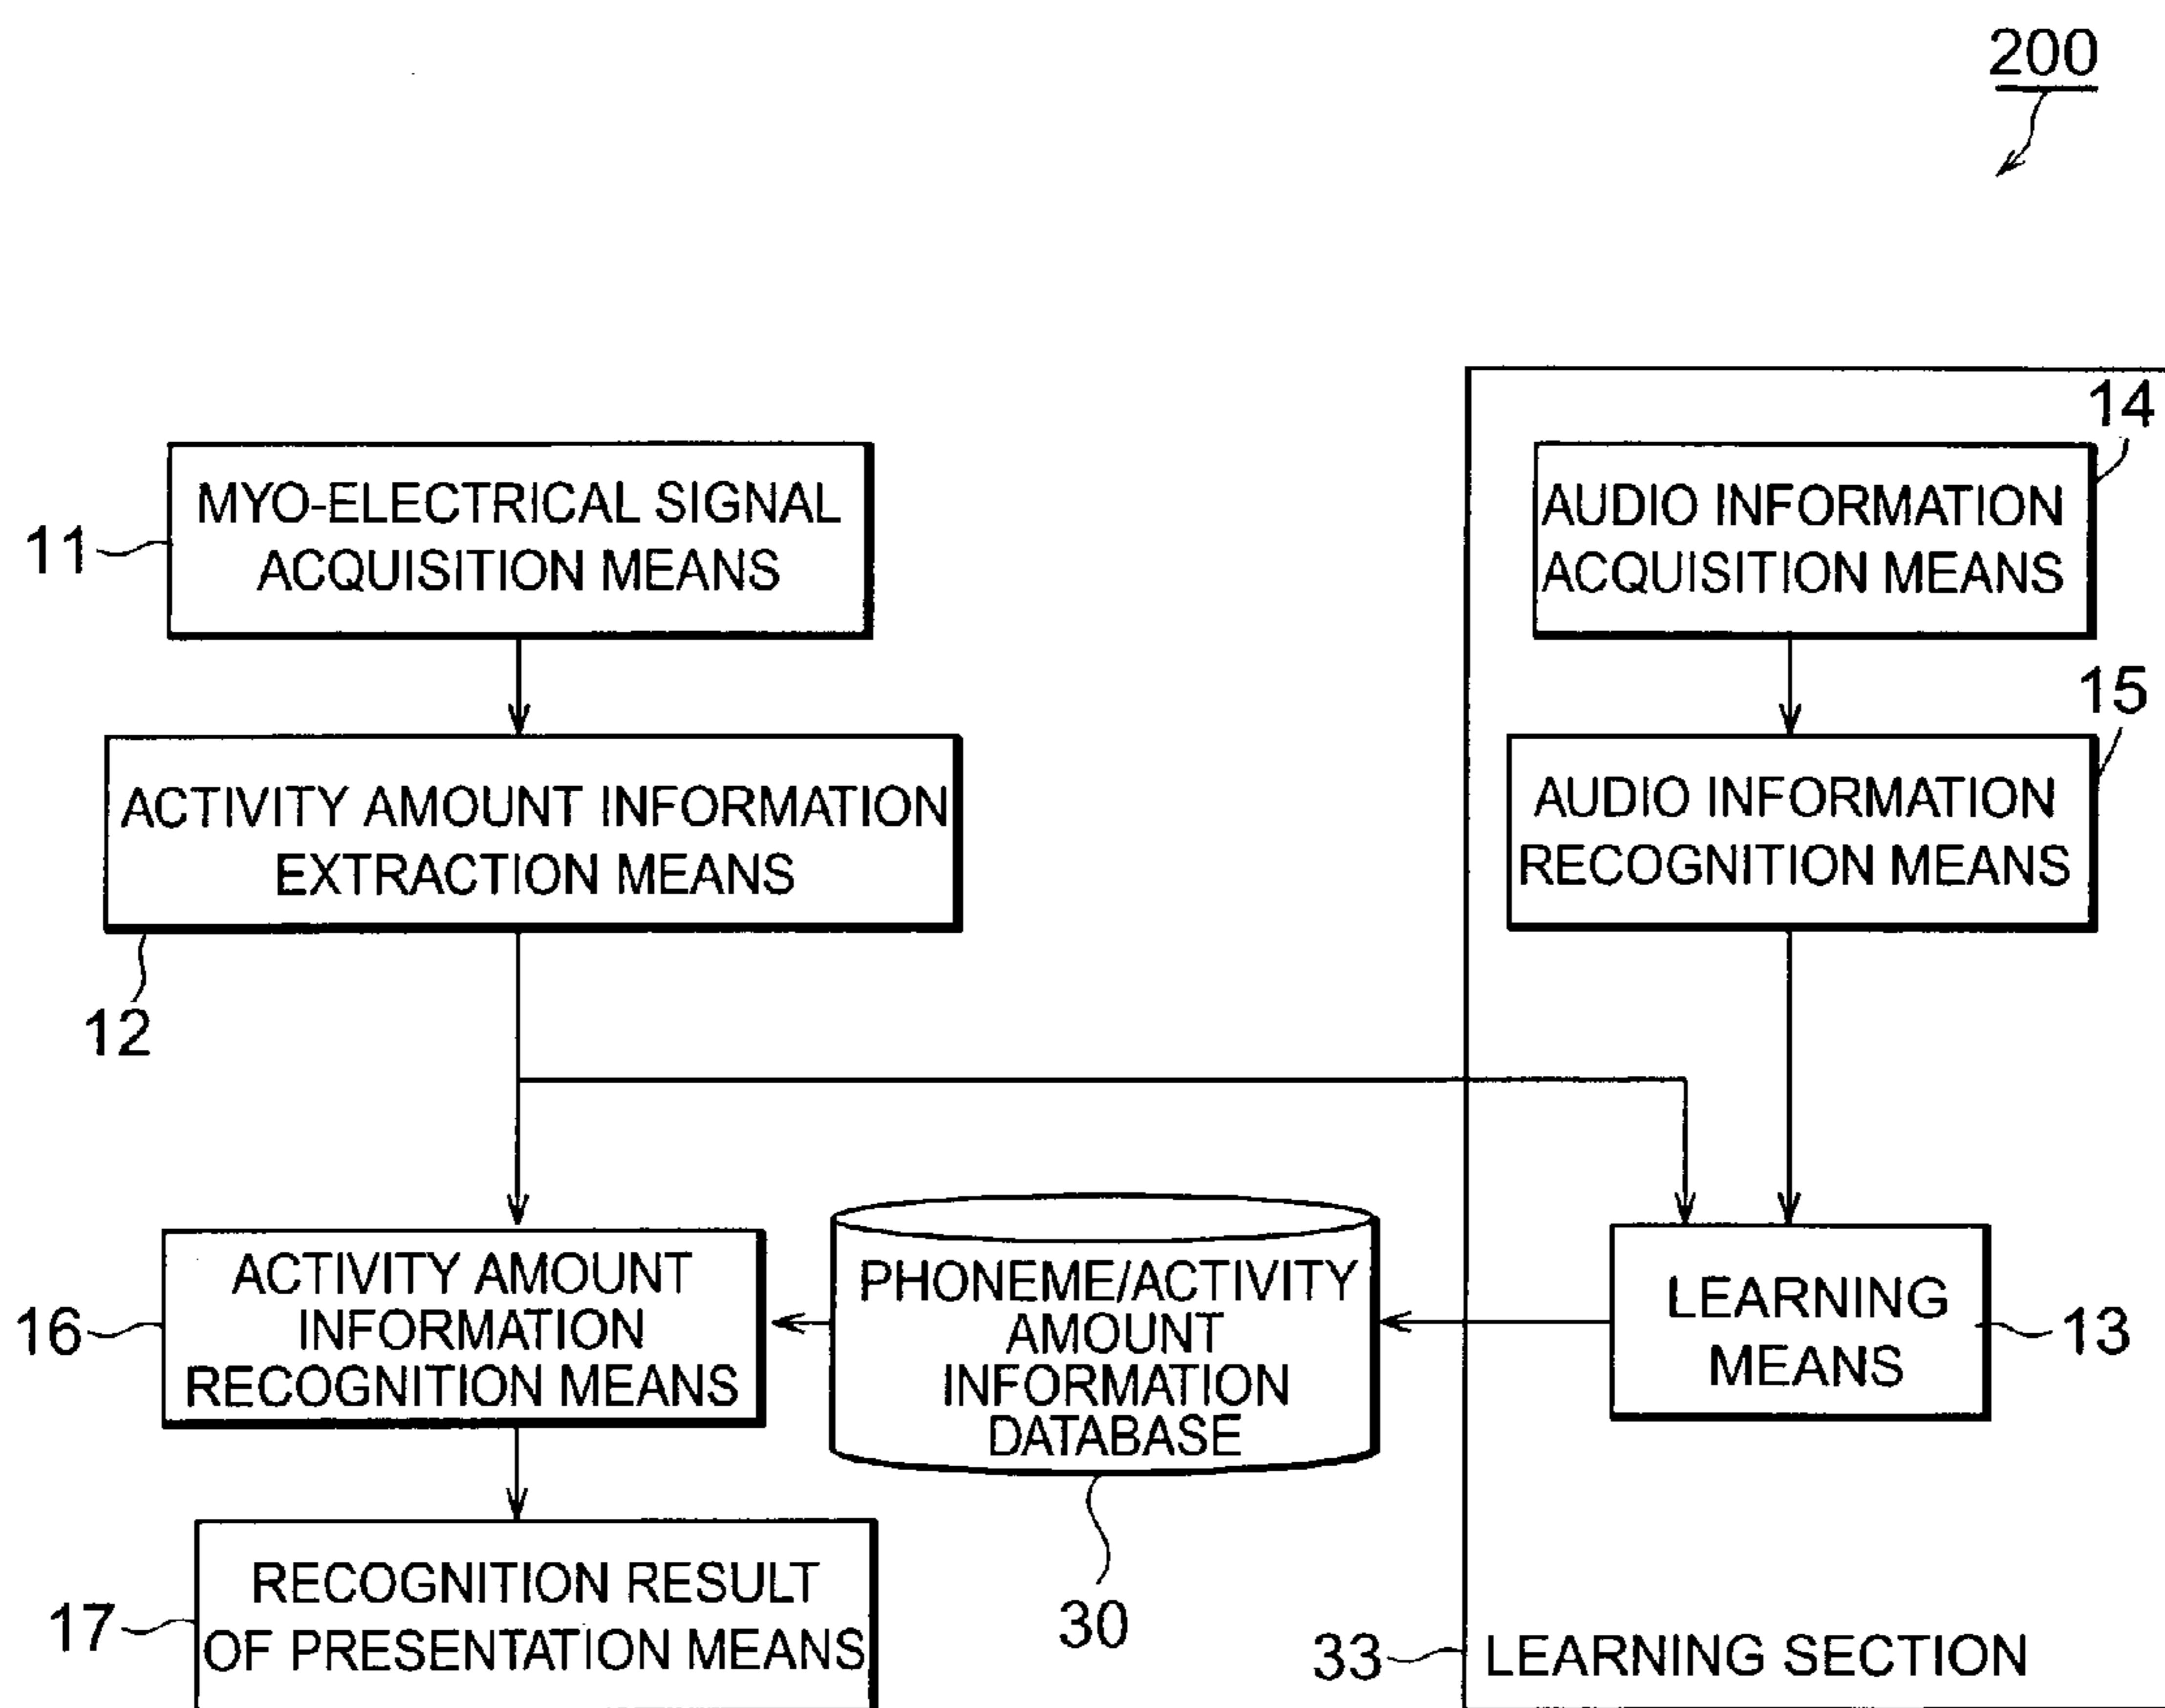 200
14
MYO-ELECTRICAL SIGNAL
ACQUISITION MEANS
11
AUDIO INFORMATION
ACQUISITION MEANS
15
ACTIVITY AMOUNT INFORMATION
EXTRACTION MEANS
12
AUDIO INFORMATION
RECOGNITION MEANS
ACTIVITY AMOUNT
INFORMATION
RECOGNITION MEANS
16
PHONEME/ACTIVITY
AMOUNT
INFORMATION
DATABASE
30
LEARNING
MEANS
13
RECOGNITION RESULT
OF PRESENTATION MEANS
17
33
LEARNING SECTION